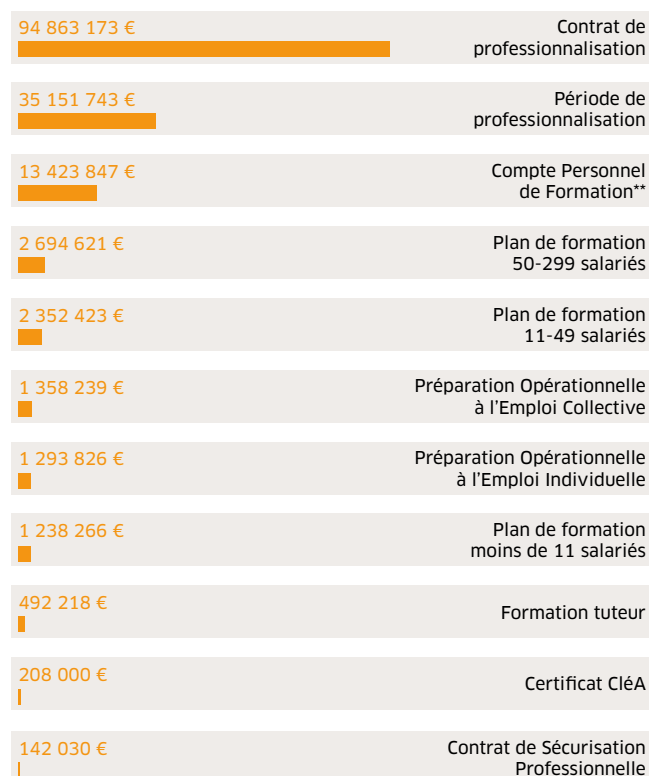 94 863 173 €
Contrat de
professionnalisation
35 151 743 €
Période de
professionnalisation
13 423 847 €
Compte Personnel
de Formation**
2 694 621 €
Plan de formation
50-299 salariés
2 352 423 €
Plan de formation
11-49 salariés
1 358 239 €
Préparation Opérationnelle
à l'Emploi Collective
1 293 826 €
Préparation Opérationnelle
à l'Emploi Individuelle
1 238 266 €
Plan de formation
moins de 11 salariés
492 218 €
Formation tuteur
208 000 €
Certificat CléA
142 030 €
Contrat de Sécurisation
Professionnelle